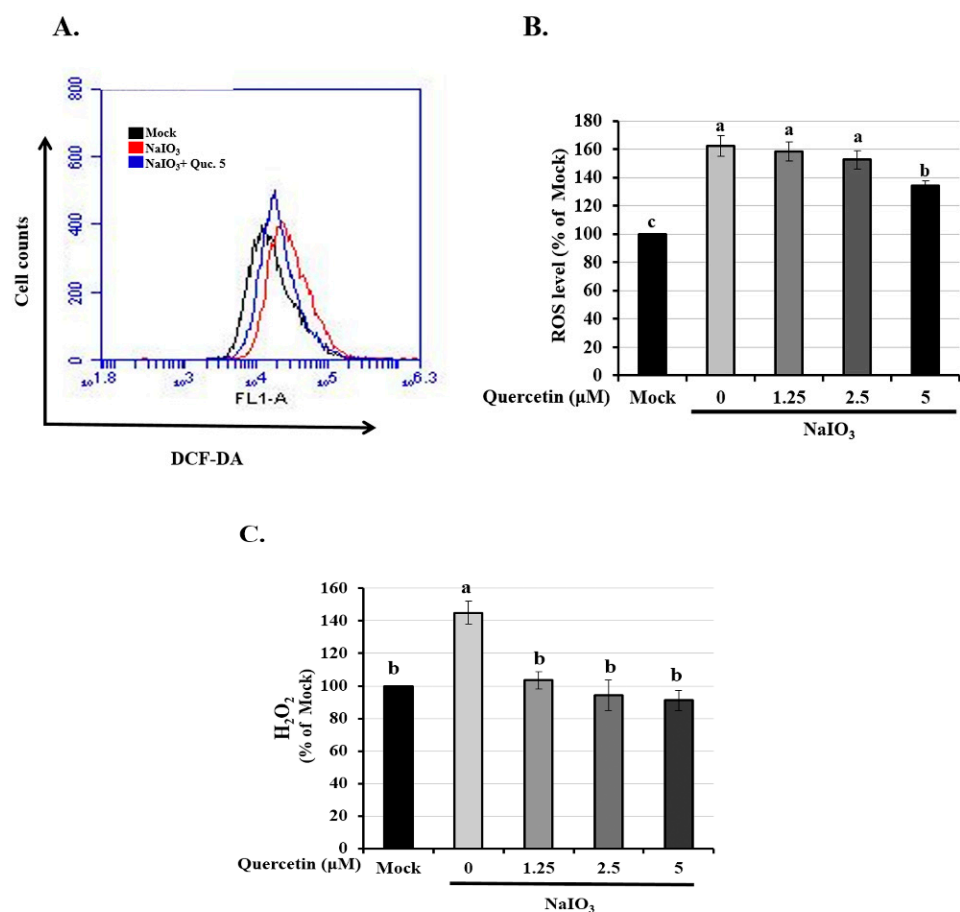 A.
800
600
400
200
0
Mock
NaIO₃
NaIO₃+ Quc. 5
Cell counts
10^1.8 10^3 10^4 10^5 10^6.3
FL1-A
DCF-DA
B.
ROS level (% of Mock)
180
160
140
120
100
80
60
40
20
0
c a a a b
Quercetin (µM) Mock 0 1.25 2.5 5
NaIO₃
C.
H₂O₂
(% of Mock)
160
140
120
100
80
60
40
20
0
b a b b b
Quercetin (µM) Mock 0 1.25 2.5 5
NaIO₃